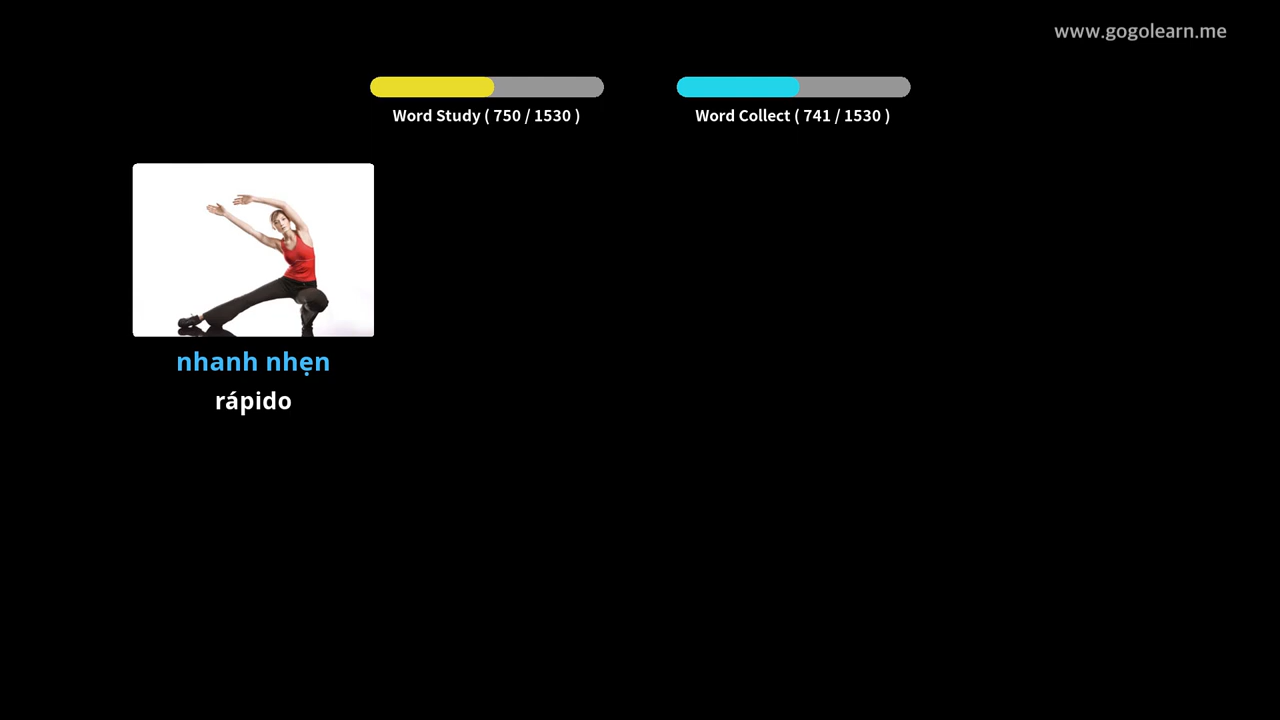 www.gogolearn.me
Word Study ( 750 / 1530 )
Word Collect ( 741 / 1530 )
nhanh nhẹn
rápido